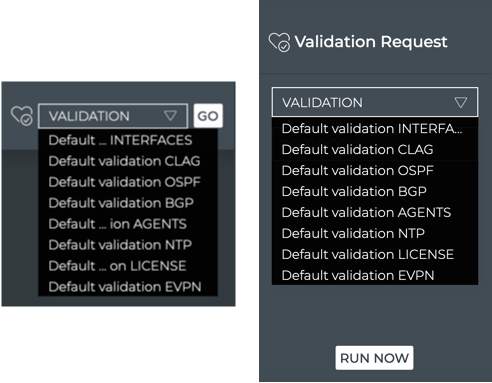 VALIDATION
GO
Default ... INTERFACES
Default validation CLAG
Default validation OSPF
Default validation BGP
Default ... ion AGENTS
Default validation NTP
Default ... on LICENSE
Default validation EVPN
Validation Request
VALIDATION
Default validation INTERFA...
Default validation CLAG
Default validation OSPF
Default validation BGP
Default validation AGENTS
Default validation NTP
Default validation LICENSE
Default validation EVPN
RUN NOW